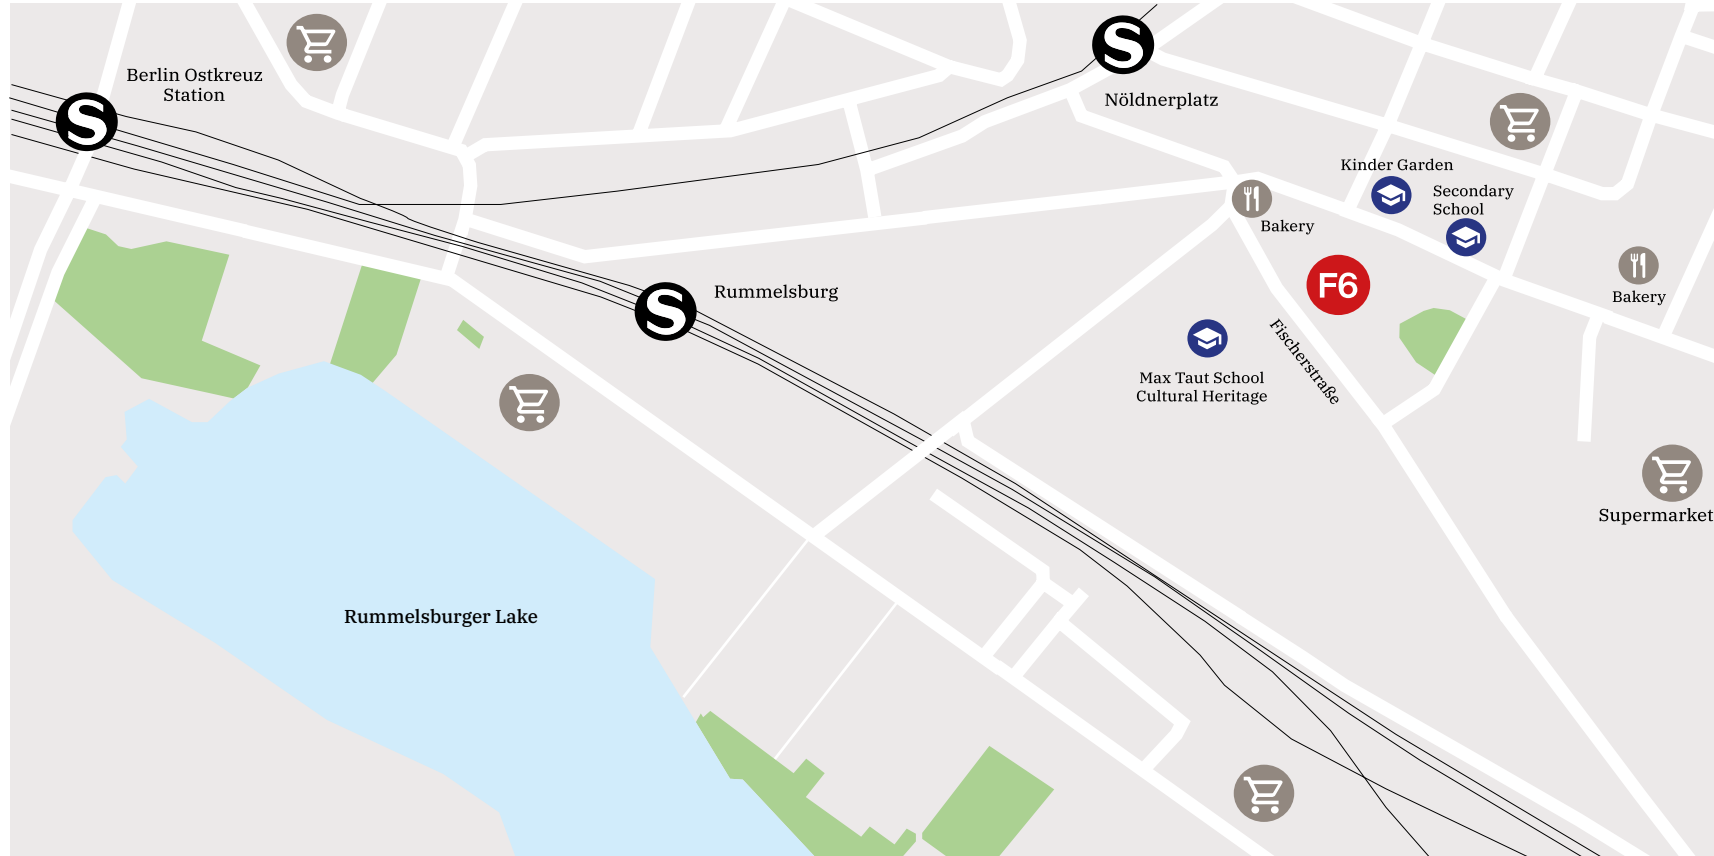 S
Nöldnerplatz
Berlin Ostkreuz
Station
S
Kinder Garden
Secondary
School
Bakery
Bakery
F6
S
Rummelsburg
Fischerstraße
Max Taut School
Cultural Heritage
Supermarket
Rummelsburger Lake